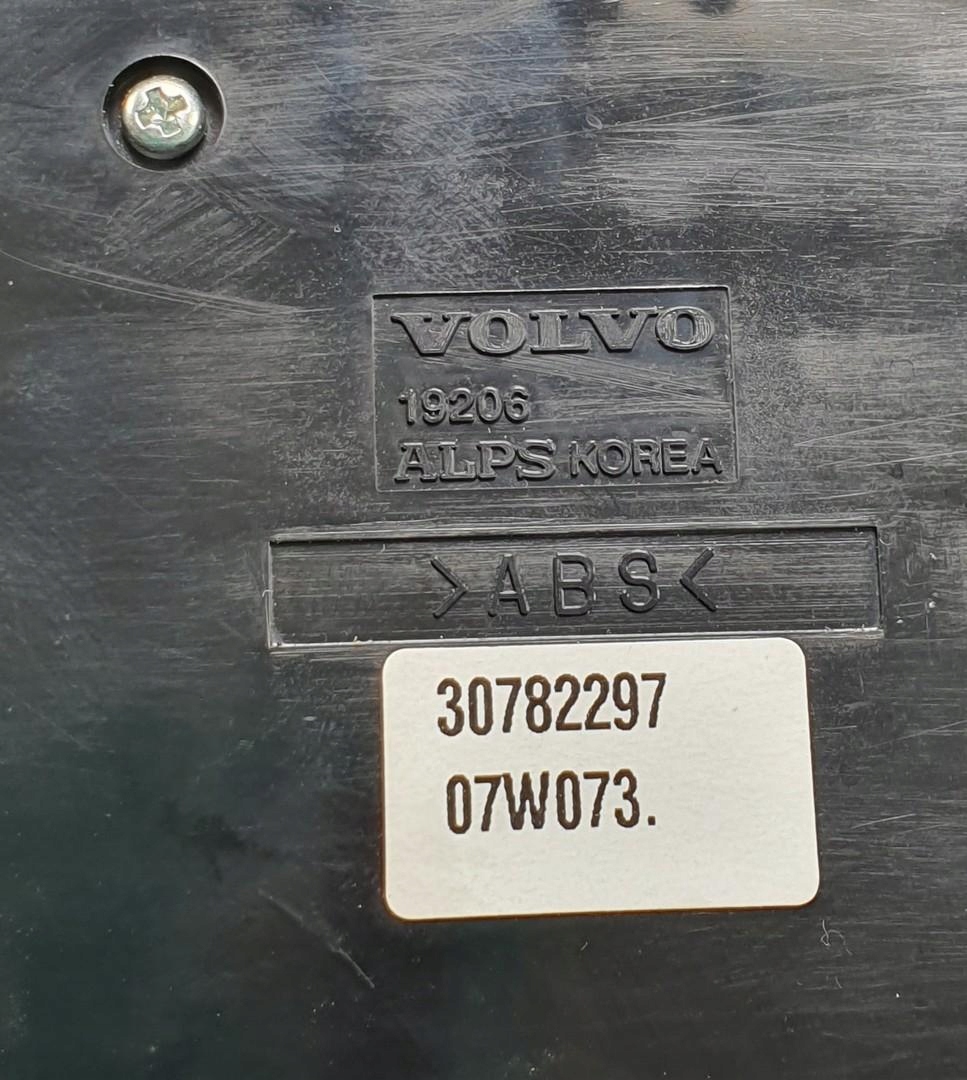 VOLVO
19206
ALPS KOREA
>ABS<
30782297
07W073.